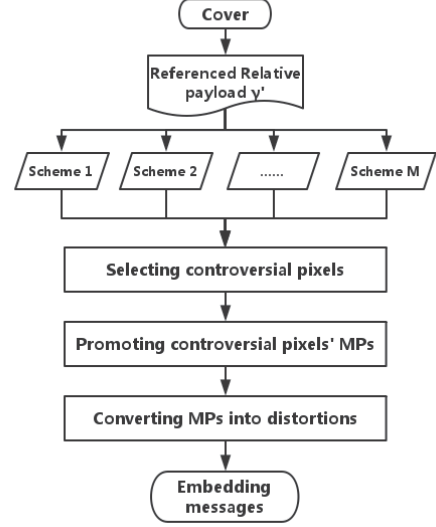 Cover
Referenced Relative
payload γ'
Scheme 1
Scheme 2
......
Scheme M
Selecting controversial pixels
Promoting controversial pixels' MPs
Converting MPs into distortions
Embedding
messages